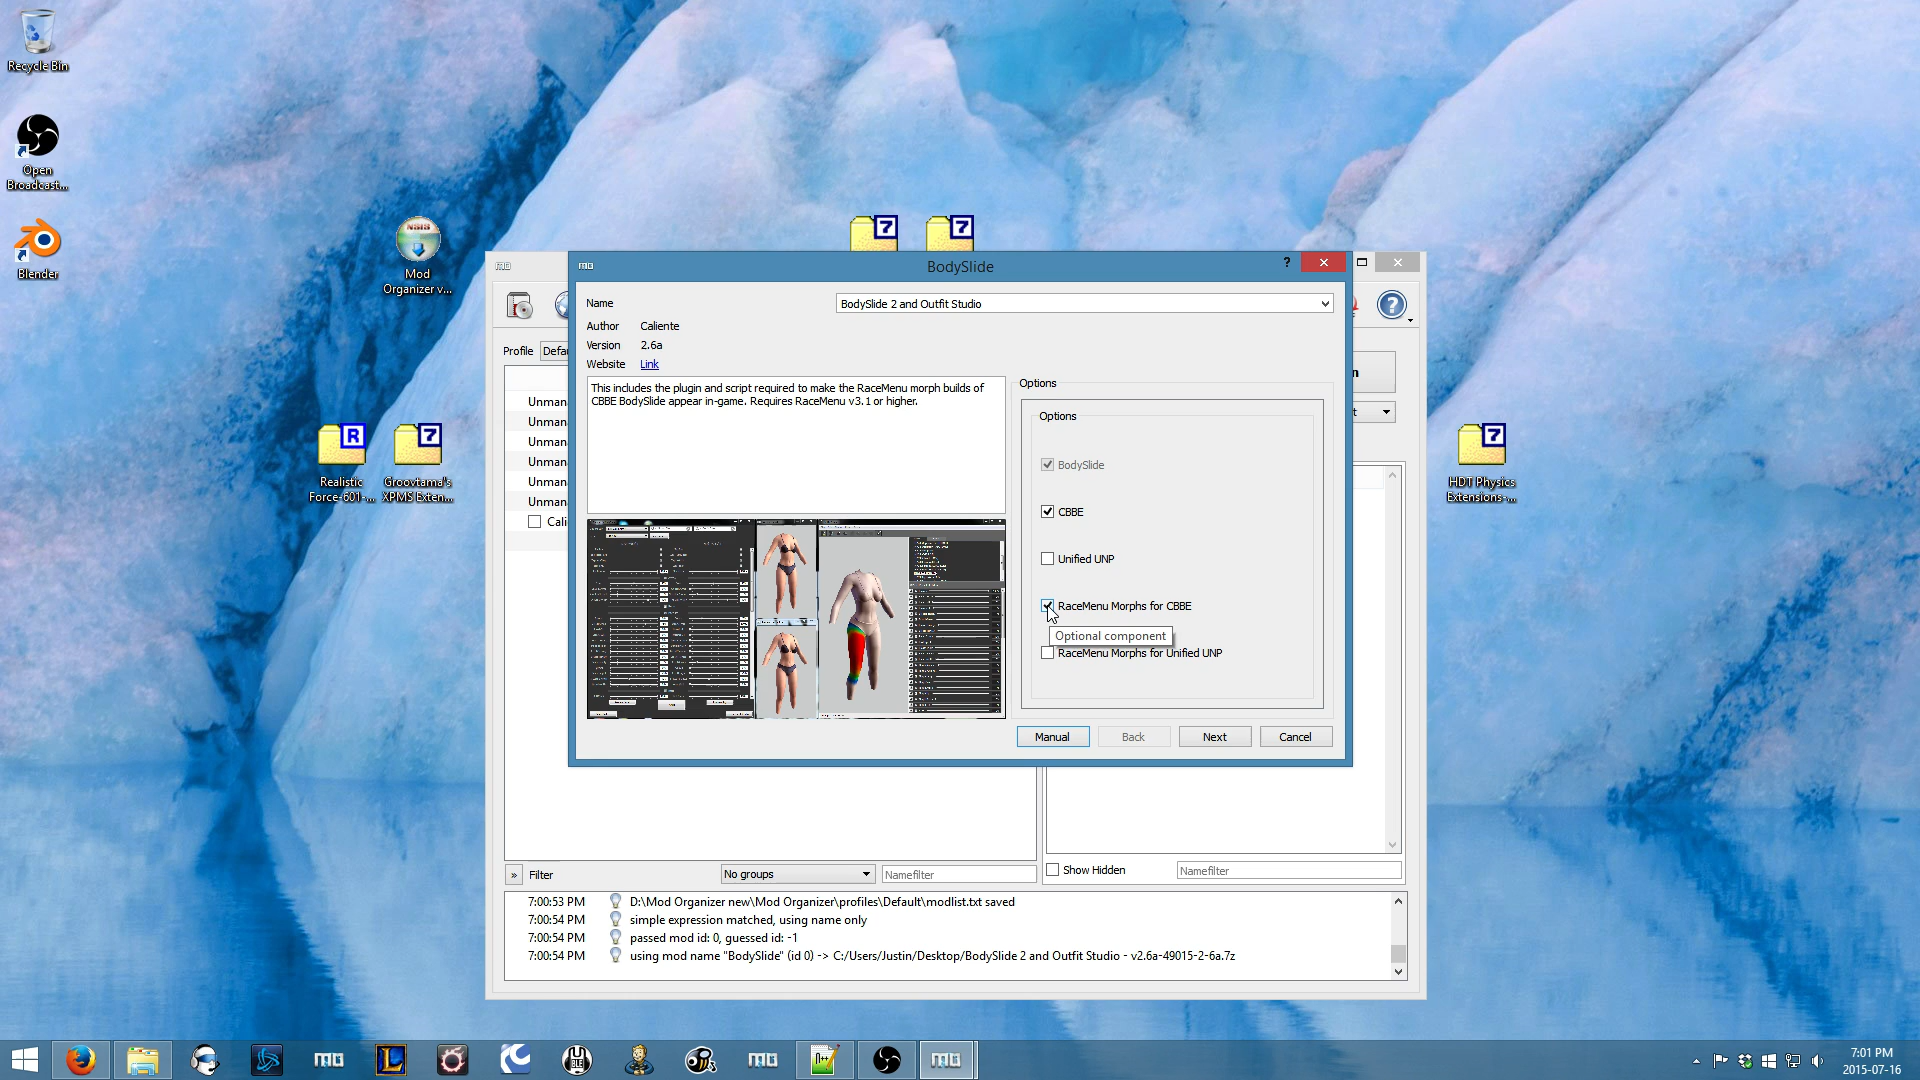 Recycle Bin
Open
Broadcast...
Blender
Mod
Organizer v...
Realistic
Force-601-...
Groovtama's
XPMS Exten...
HDT Physics
Extensions-...
BodySlide
?
Name
BodySlide 2 and Outfit Studio
Author Caliente
Version 2.6a
Website Link
Profile Defau
This includes the plugin and script required to make the RaceMenu morph builds of
CBBE BodySlide appear in-game. Requires RaceMenu v3.1 or higher.
Options
Options
BodySlide
CBBE
Unified UNP
RaceMenu Morphs for CBBE
Optional component
RaceMenu Morphs for Unified UNP
Unman
Unman
Unman
Unman
Unman
Unman
Cali
Manual
Back
Next
Cancel
» Filter
No groups
Namefilter
Show Hidden
Namefilter
7:00:53 PM D:\Mod Organizer new\Mod Organizer\profiles\Default\modlist.txt saved
7:00:54 PM simple expression matched, using name only
7:00:54 PM passed mod id: 0, guessed id: -1
7:00:54 PM using mod name "BodySlide" (id 0) -> C:/Users/Justin/Desktop/BodySlide 2 and Outfit Studio - v2.6a-49015-2-6a.7z
7:01 PM
2015-07-16